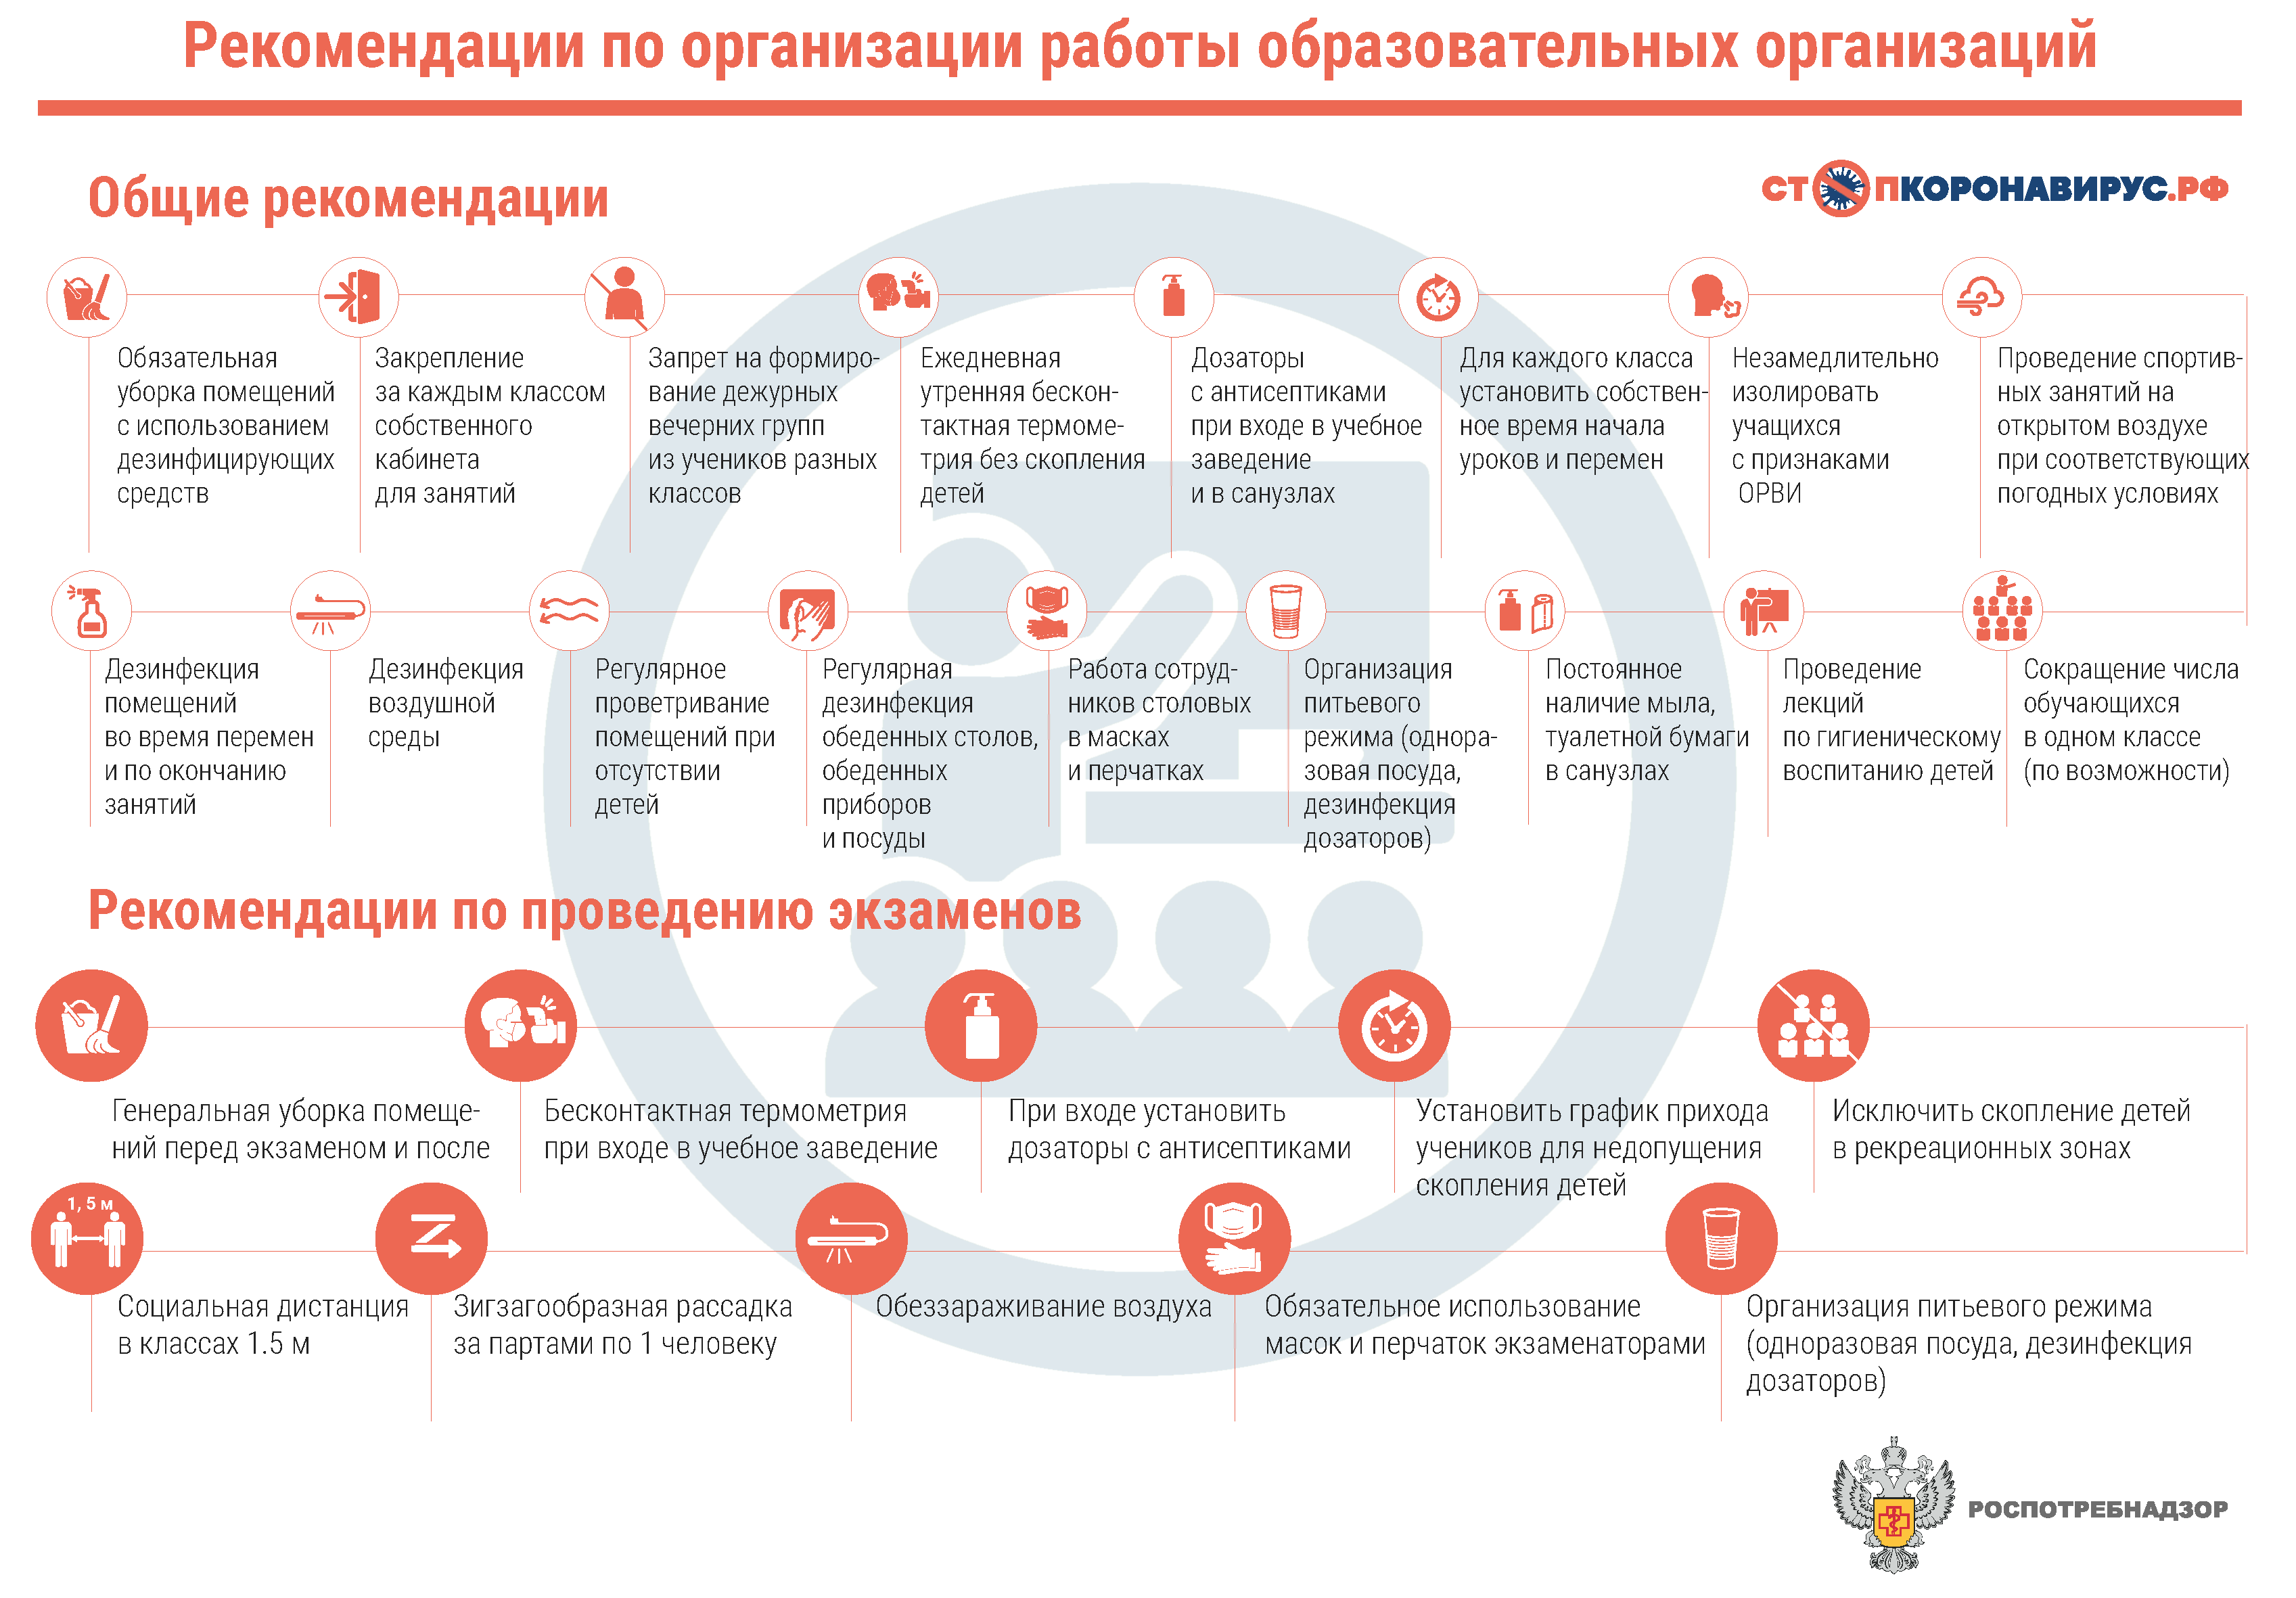 Рекомендации по организации работы образовательных организаций
Общие рекомендации
СТ ПКОРОНАВИРУС.РФ
Обязательная
уборка помещений
с использованием
дезинфицирующих
средств
Закрепление
за каждым классом
собственного
кабинета
для занятий
Запрет на формиро-
вание дежурных
вечерних групп
из учеников разных
классов
Ежедневная
утренняя бескон-
тактная термоме-
трия без скопления
детей
Дозаторы
с антисептиками
при входе в учебное
заведение
и в санузлах
Для каждого класса
установить собствен-
ное время начала
уроков и перемен
Незамедлительно
изолировать
учащихся
с признаками
ОРВИ
Проведение спортив-
ных занятий на
открытом воздухе
при соответствующих
погодных условиях
Дезинфекция
помещений
во время перемен
и по окончанию
занятий
Дезинфекция
воздушной
среды
Регулярное
проветривание
помещений при
отсутствии
детей
Регулярная
дезинфекция
обеденных столов,
обеденных
приборов
и посуды
Работа сотруд-
ников столовых
в масках
и перчатках
Организация
питьевого
режима (однора-
зовая посуда,
дезинфекция
дозаторов)
Постоянное
наличие мыла,
туалетной бумаги
в санузлах
Проведение
лекций
по гигиеническому
воспитанию детей
Сокращение числа
обучающихся
в одном классе
(по возможности)
Рекомендации по проведению экзаменов
Генеральная уборка помеще-
ний перед экзаменом и после
Бесконтактная термометрия
при входе в учебное заведение
При входе установить
дозаторы с антисептиками
Установить график прихода
учеников для недопущения
скопления детей
Исключить скопление детей
в рекреационных зонах
1, 5 м
Социальная дистанция
в классах 1.5 м
Зигзагообразная рассадка
за партами по 1 человеку
Обеззараживание воздуха
Обязательное использование
масок и перчаток экзаменаторами
Организация питьевого режима
(одноразовая посуда, дезинфекция
дозаторов)
РОСПОТРЕБНАДЗОР